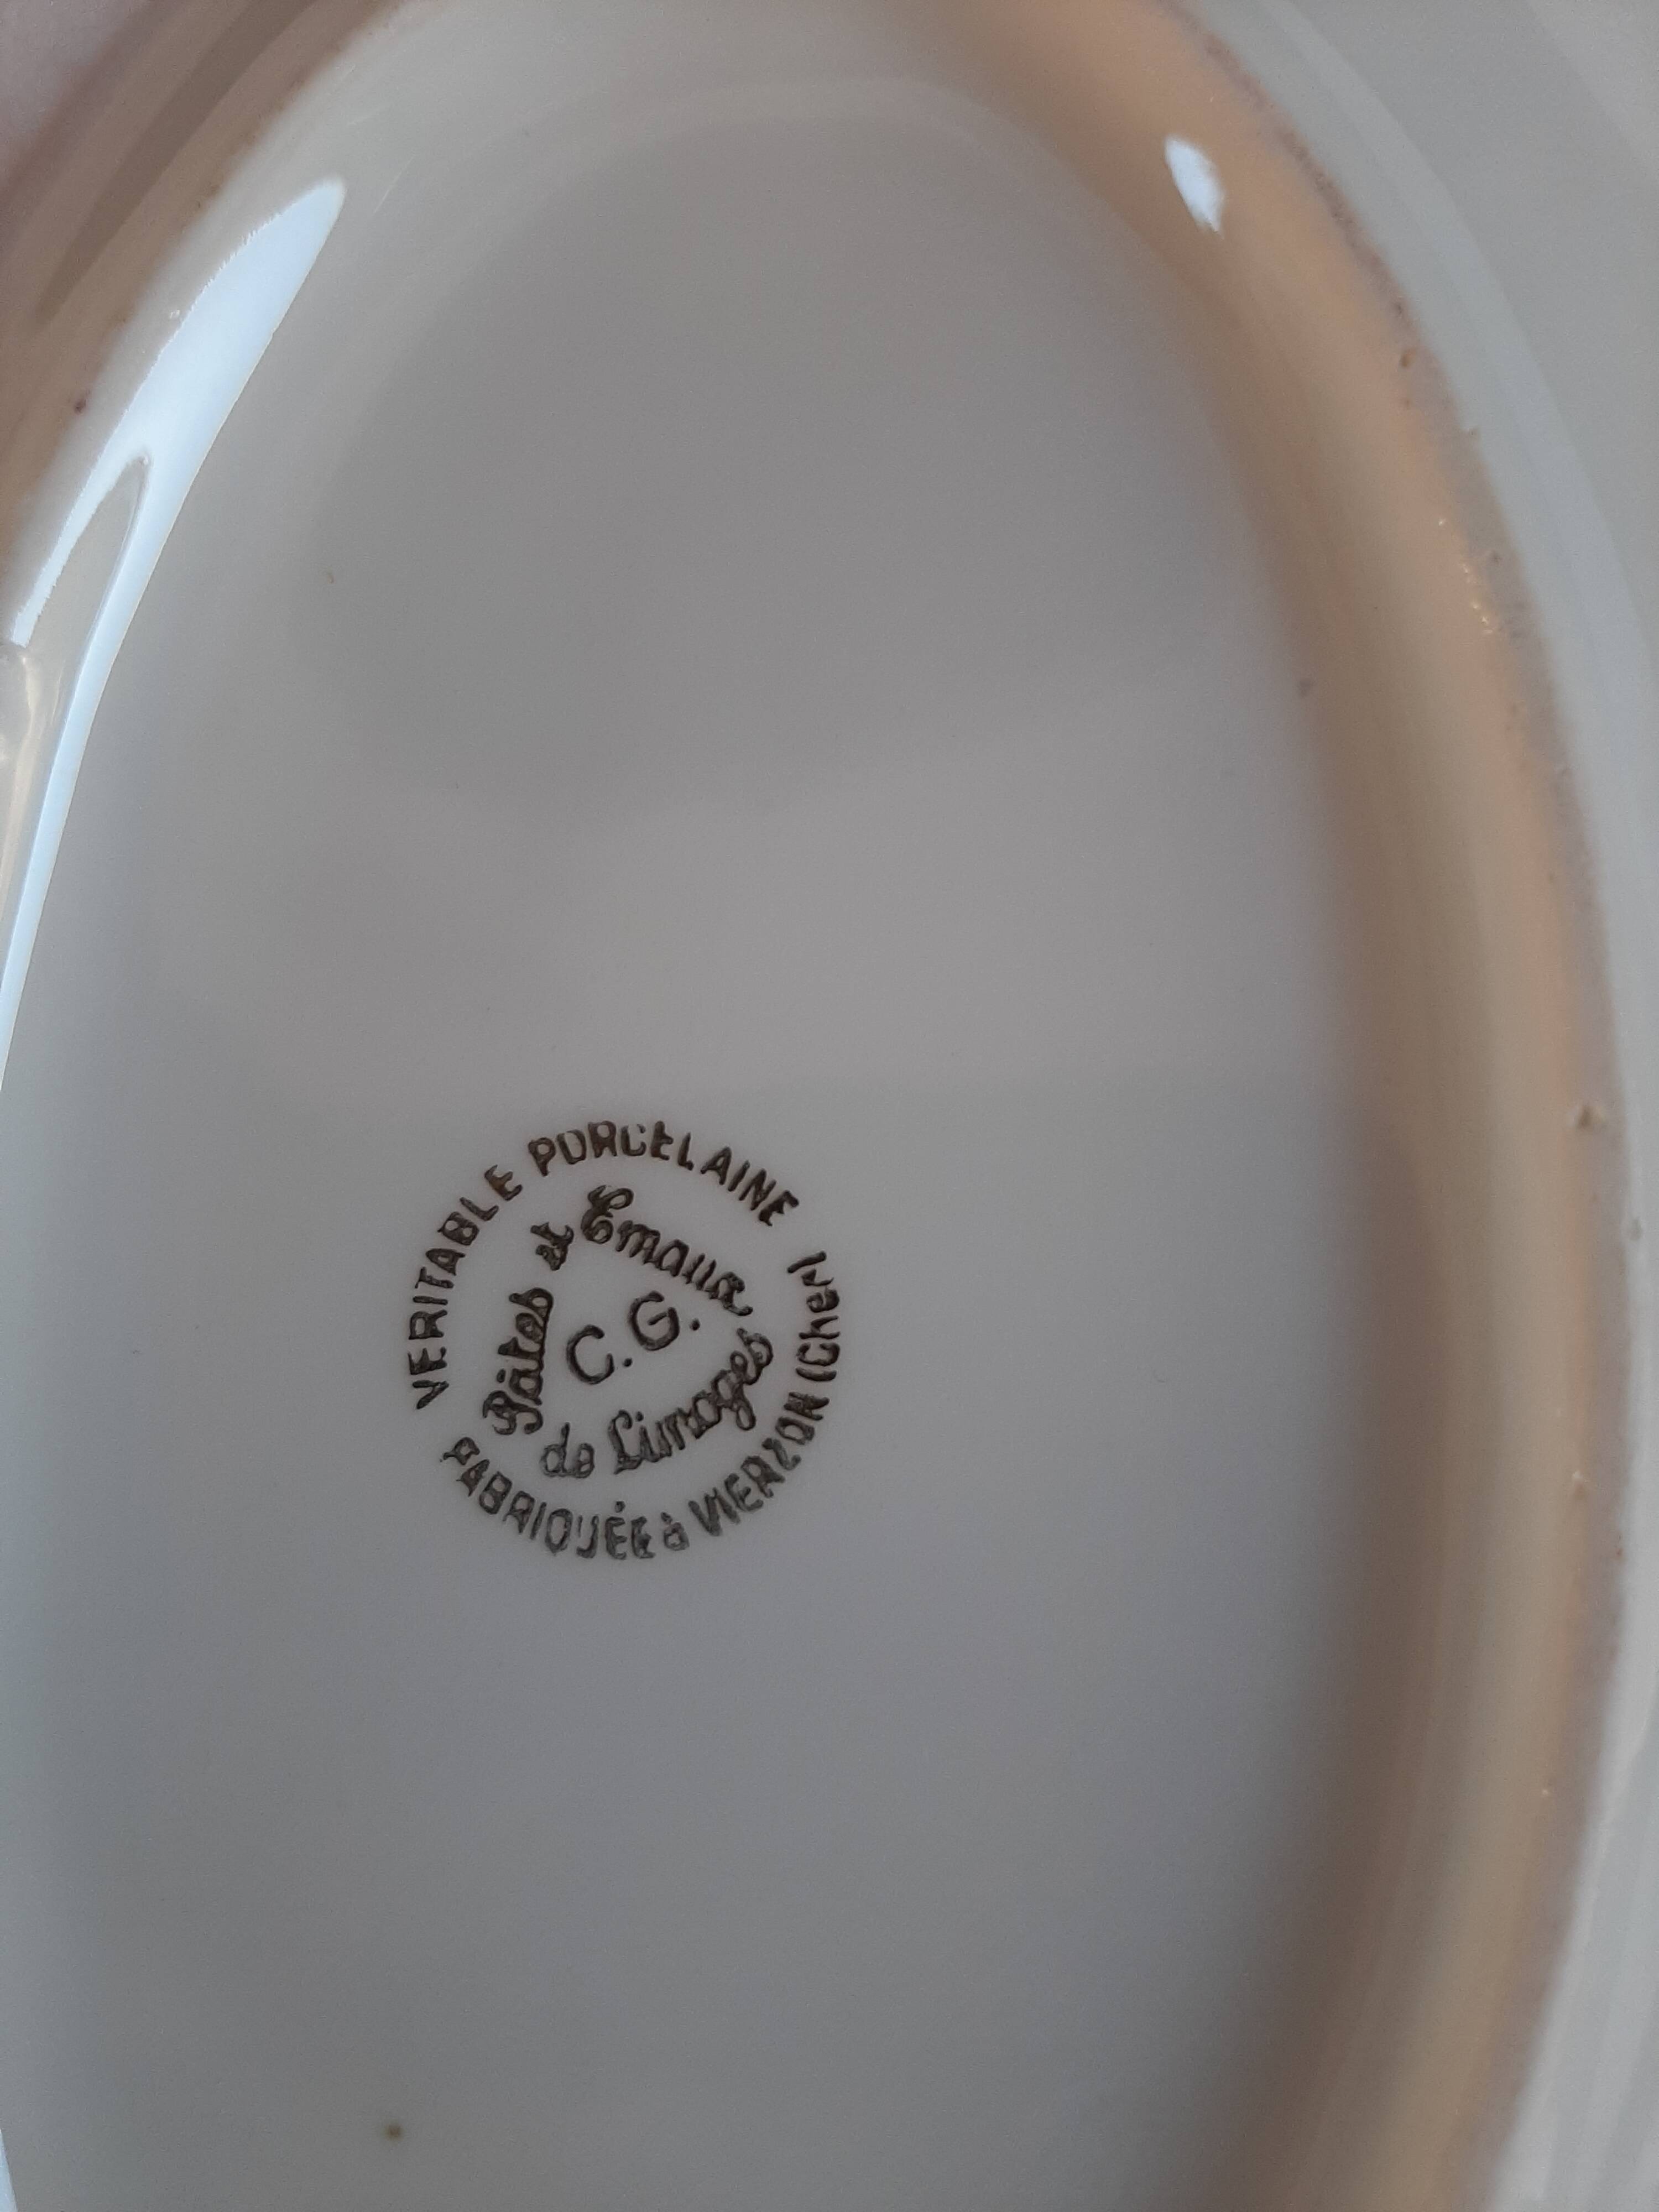 VERITABLE PORCELAINE
Pâtes et Emaux
C.G.
de Limoges
FABRIQUÉE à VIERZON (Cher)